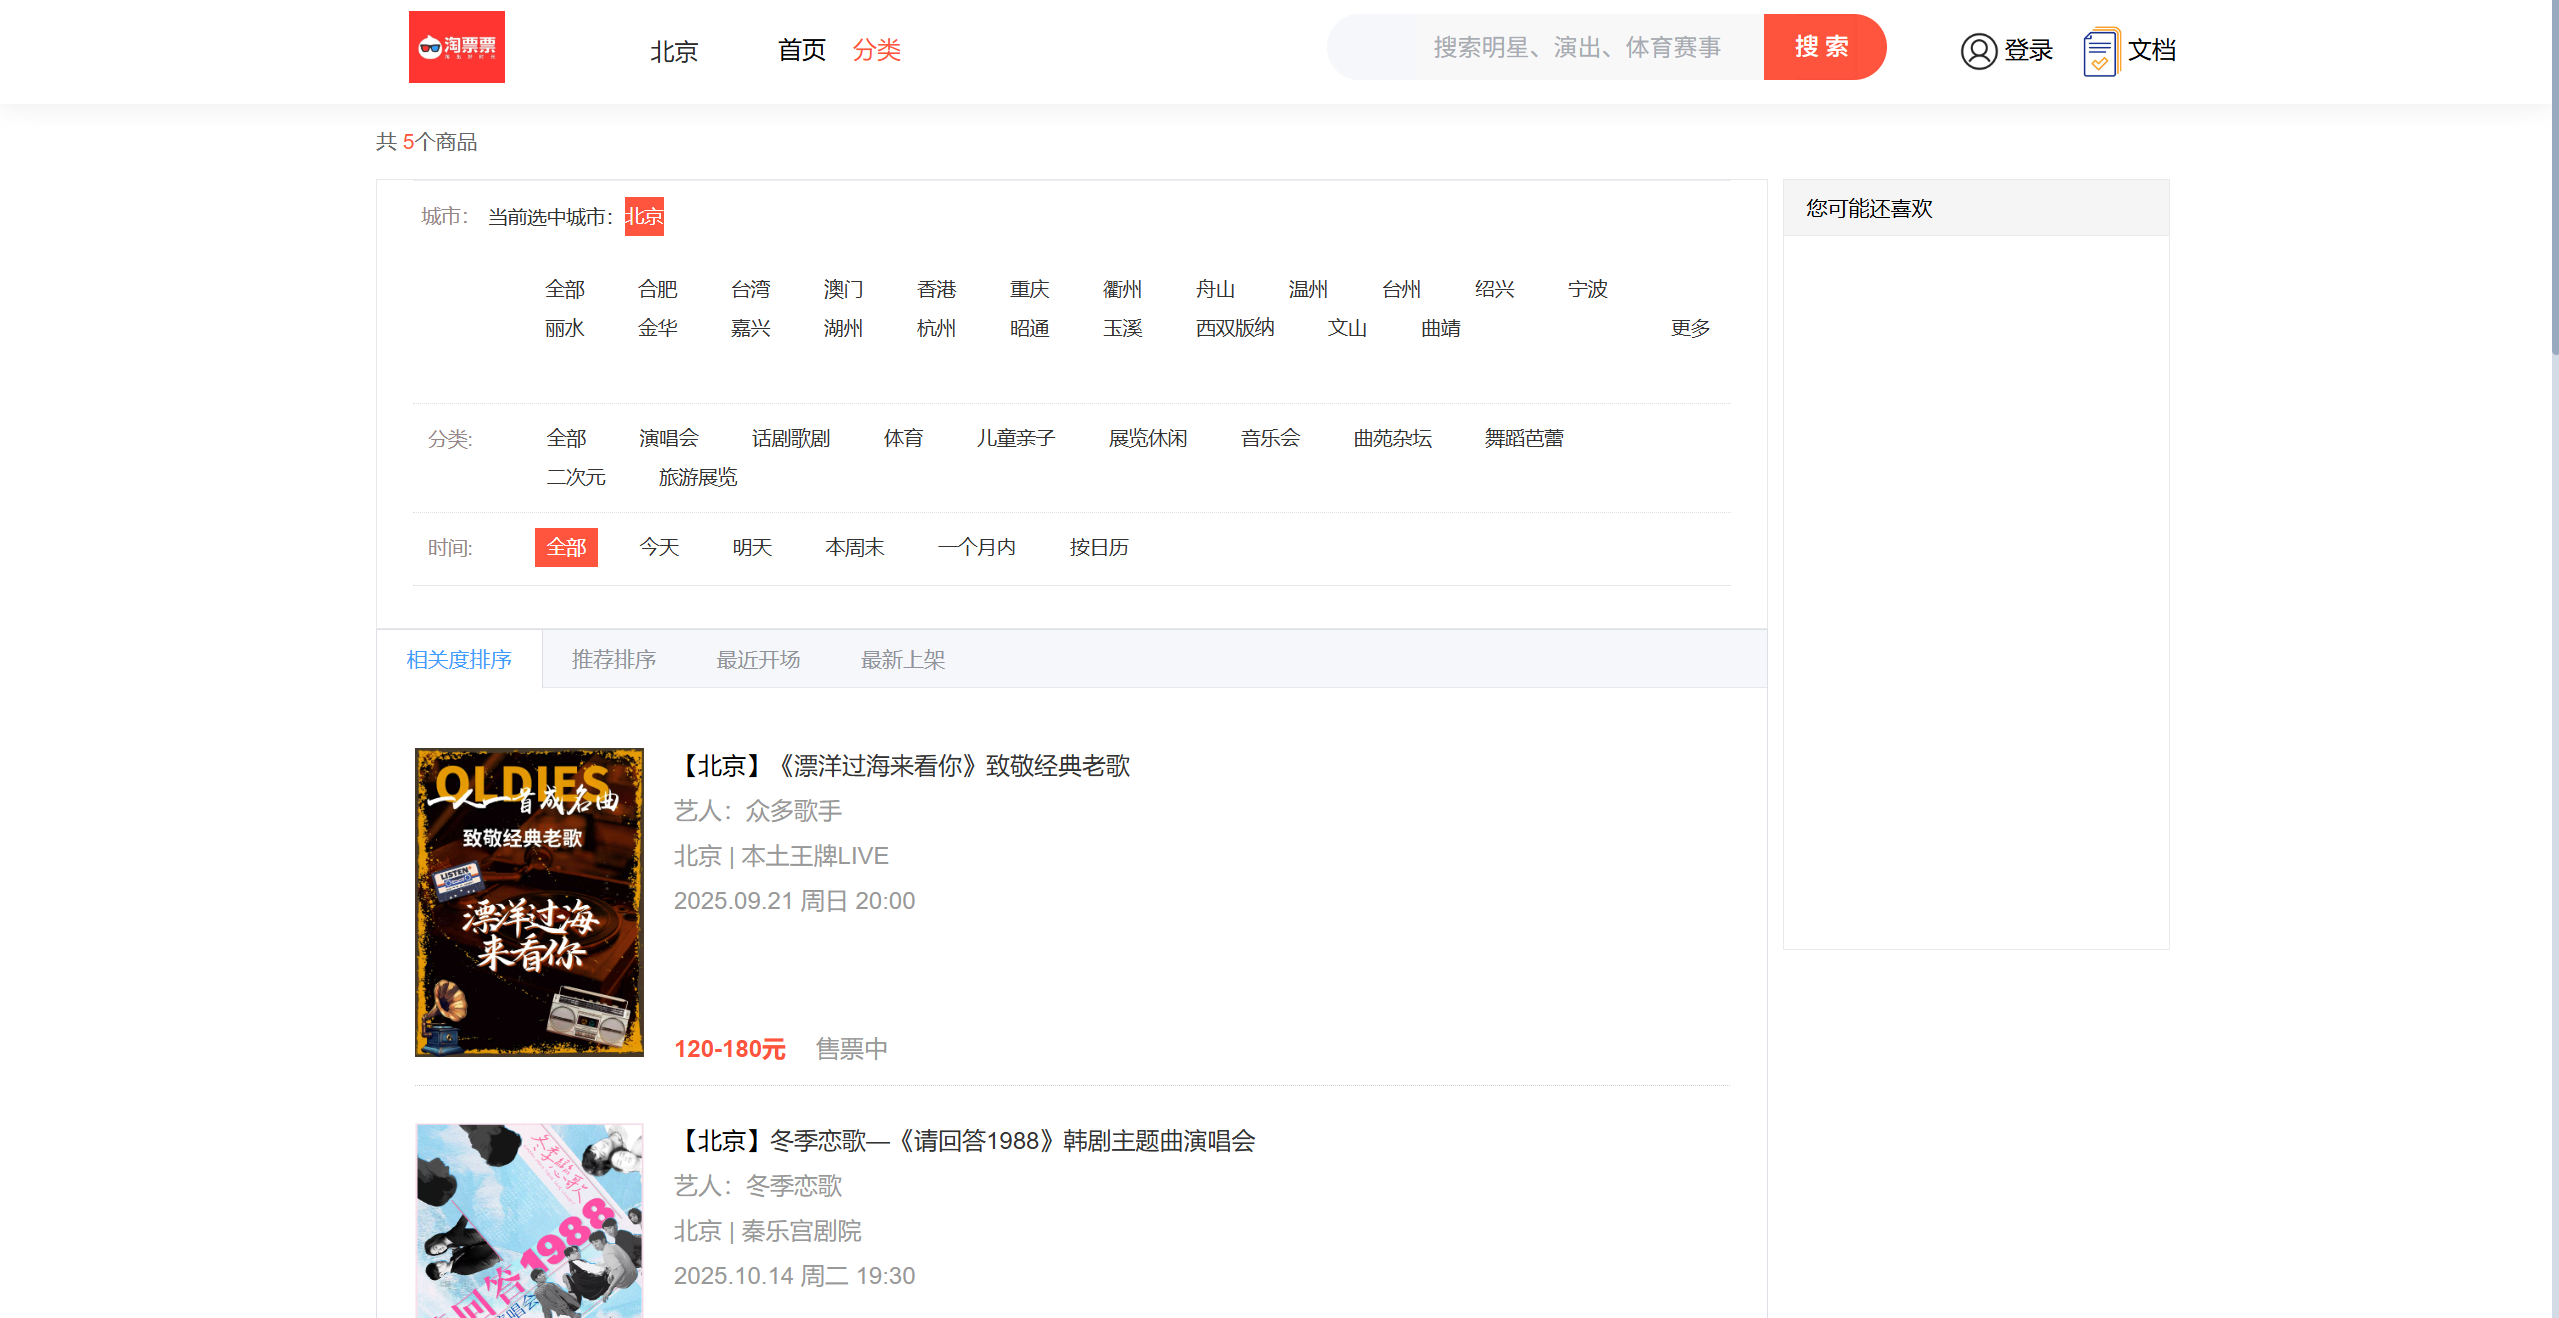 淘票票
北京
首页
分类
搜索明星、演出、体育赛事
搜 索
登录
文档
共 5个商品
城市：
当前选中城市：
北京
全部 合肥 台湾 澳门 香港 重庆 衢州 舟山 温州 台州 绍兴 宁波
丽水 金华 嘉兴 湖州 杭州 昭通 玉溪 西双版纳 文山 曲靖 更多
分类: 全部 演唱会 话剧歌剧 体育 儿童亲子 展览休闲 音乐会 曲苑杂坛 舞蹈芭蕾
二次元 旅游展览
时间: 全部 今天 明天 本周末 一个月内 按日历
您可能还喜欢
相关度排序 推荐排序 最近开场 最新上架
OLDIES
一人一首成名曲
致敬经典老歌
LISTEN
漂洋过海
来看你
【北京】《漂洋过海来看你》致敬经典老歌
艺人：众多歌手
北京 | 本土王牌LIVE
2025.09.21 周日 20:00
120-180元 售票中
冬季恋歌
1988
回答
【北京】冬季恋歌—《请回答1988》韩剧主题曲演唱会
艺人：冬季恋歌
北京 | 秦乐宫剧院
2025.10.14 周二 19:30